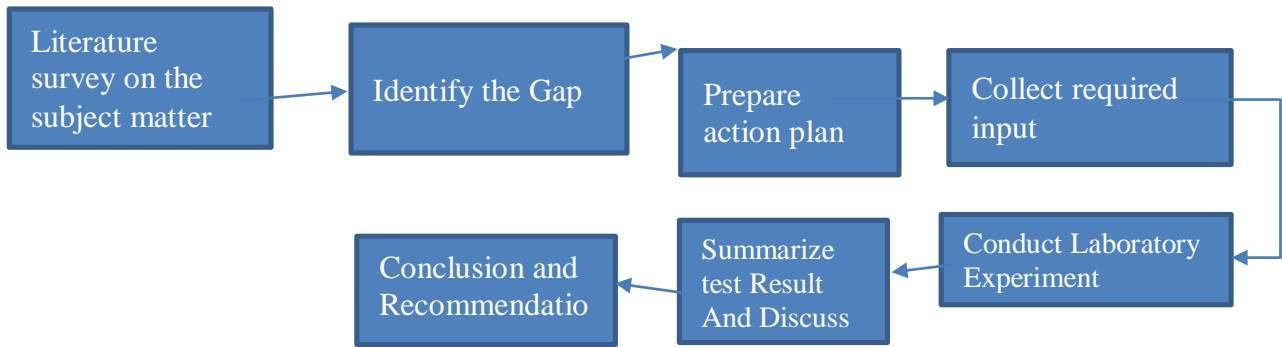 Literature
survey on the
subject matter
Identify the Gap
Prepare
action plan
Collect required
input
Conduct Laboratory
Experiment
Summarize
test Result
And Discuss
Conclusion and
Recommendatio